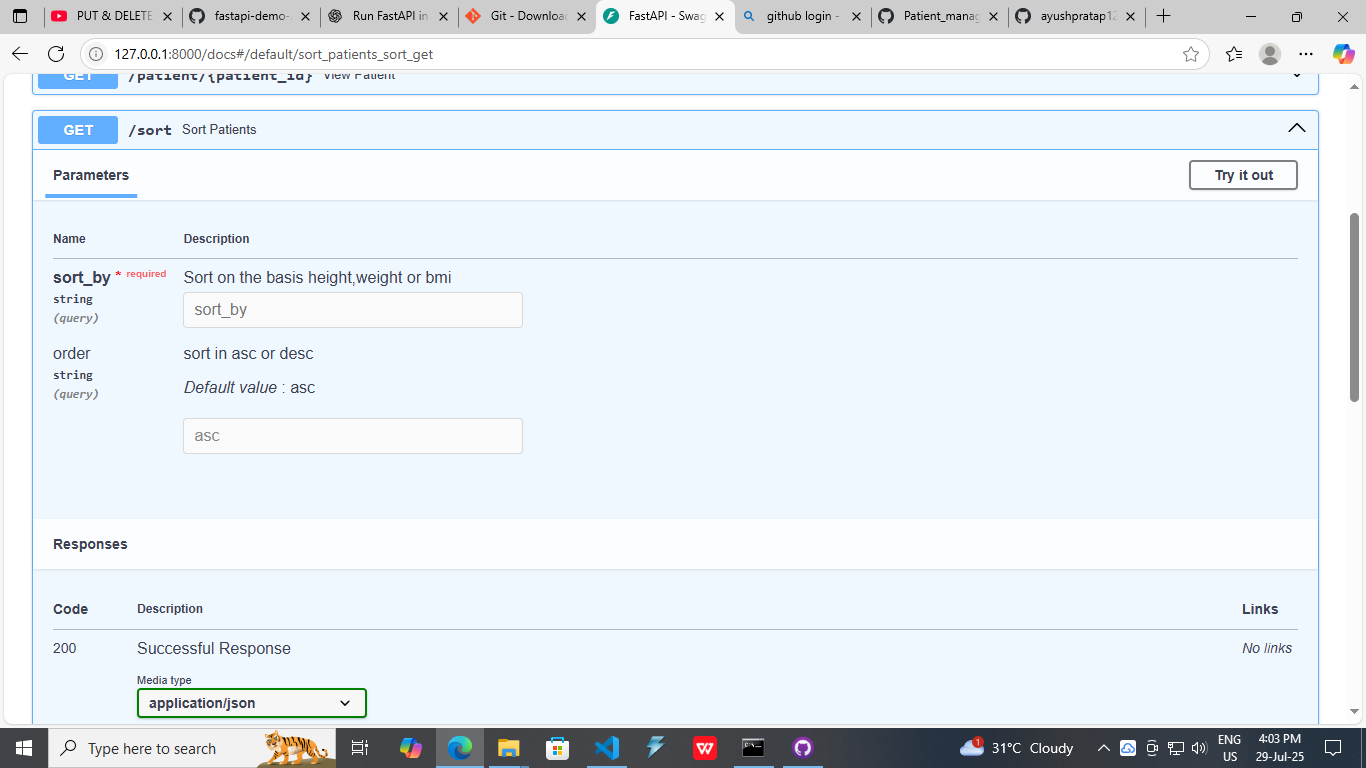 PUT & DELETE
fastapi-demo-
Run FastAPI in
Git - Download
FastAPI - Swag
github login -
Patient_manag
ayushpratap12
127.0.0.1:8000/docs#/default/sort_patients_sort_get
GET /patient/{patient_id} View Patient
GET /sort Sort Patients
Parameters Try it out
Name Description
sort_by * required Sort on the basis height,weight or bmi
string
(query)
sort_by
order sort in asc or desc
string
(query)
Default value : asc
asc
Responses
Code Description Links
200 Successful Response No links
Media type
application/json
Type here to search
31°C Cloudy
1
ENG
US
4:03 PM
29-Jul-25